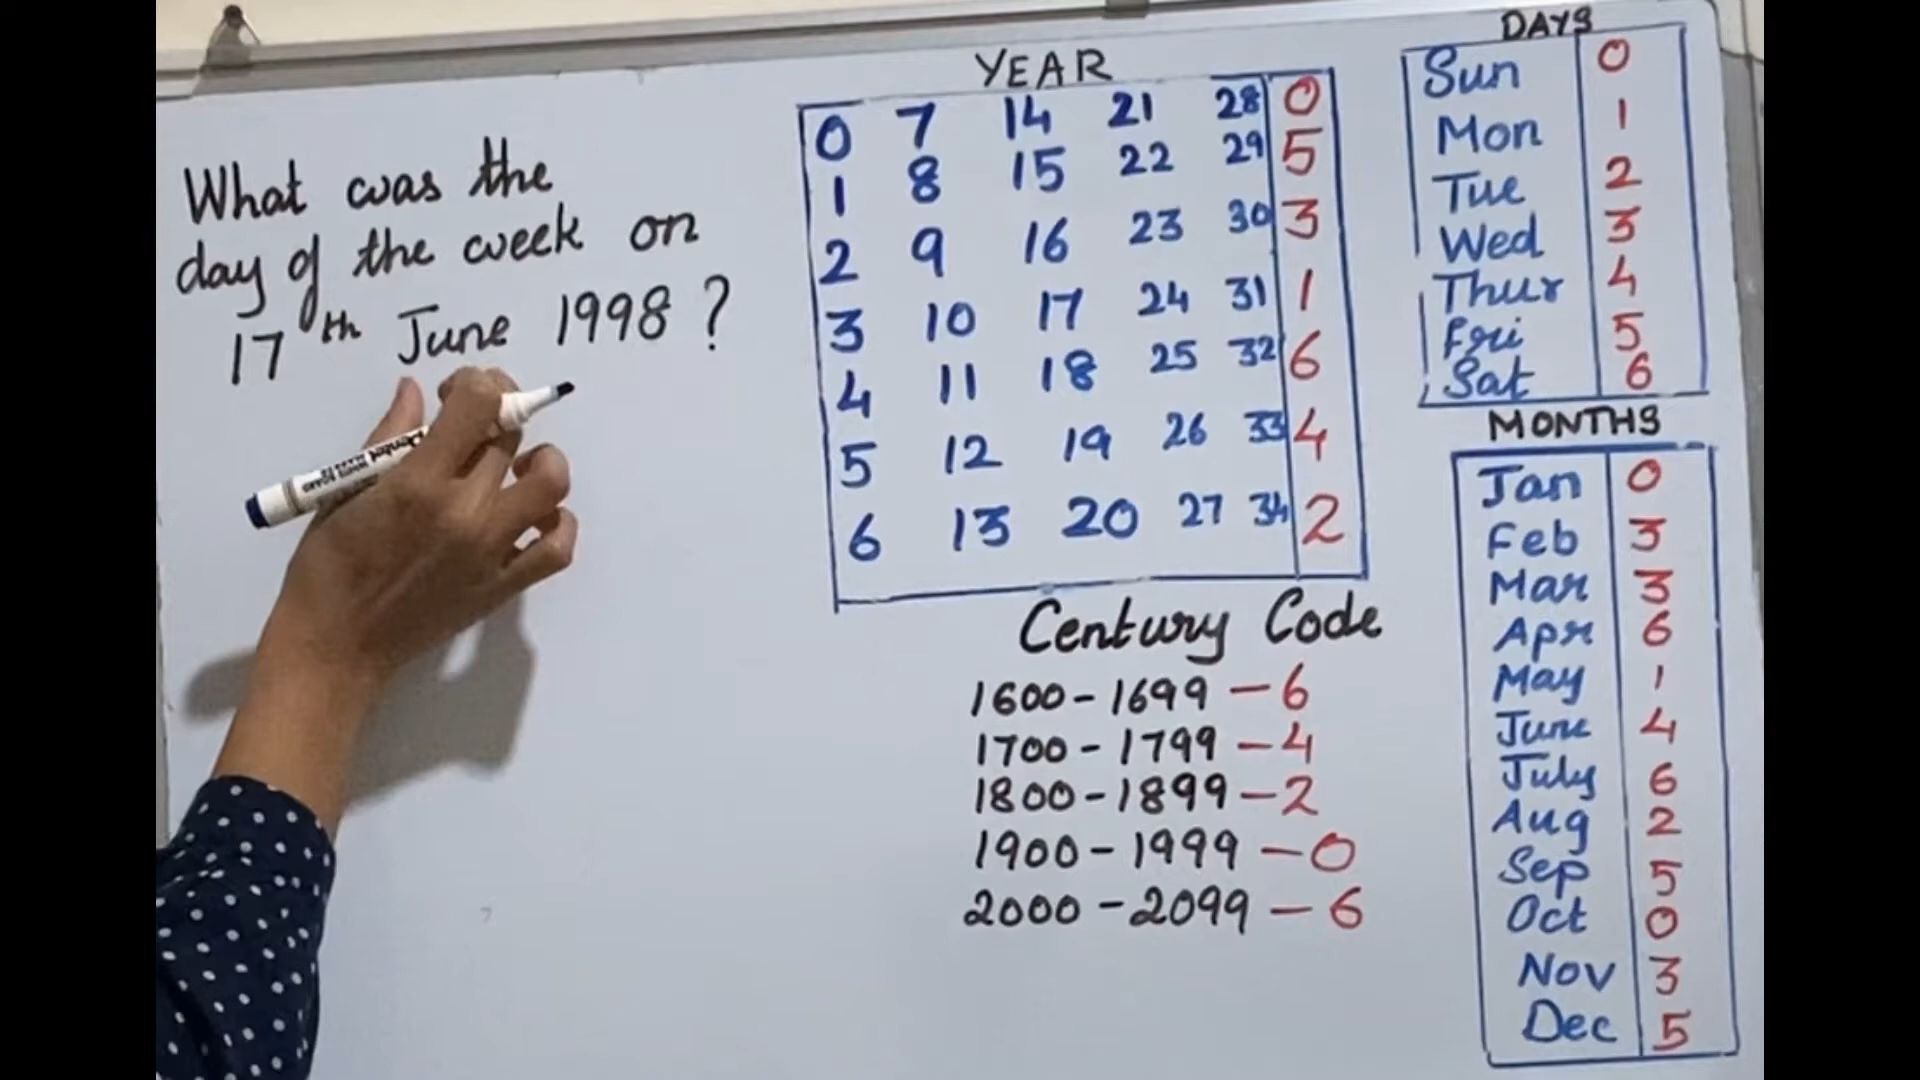 What was the
day of the week on
17th June 1998 ?
YEAR
0 7 14 21 28 0
1 8 15 22 29 5
2 9 16 23 30 3
3 10 17 24 31 1
4 11 18 25 32 6
5 12 19 26 33 4
6 13 20 27 34 2
Century Code
1600 - 1699 - 6
1700 - 1799 - 4
1800 - 1899 - 2
1900 - 1999 - 0
2000 - 2099 - 6
DAYS
Sun 0
Mon 1
Tue 2
Wed 3
Thur 4
Fri 5
Sat 6
MONTHS
Jan 0
Feb 3
Mar 3
Apr 6
May 1
June 4
July 6
Aug 2
Sep 5
Oct 0
Nov 3
Dec 5